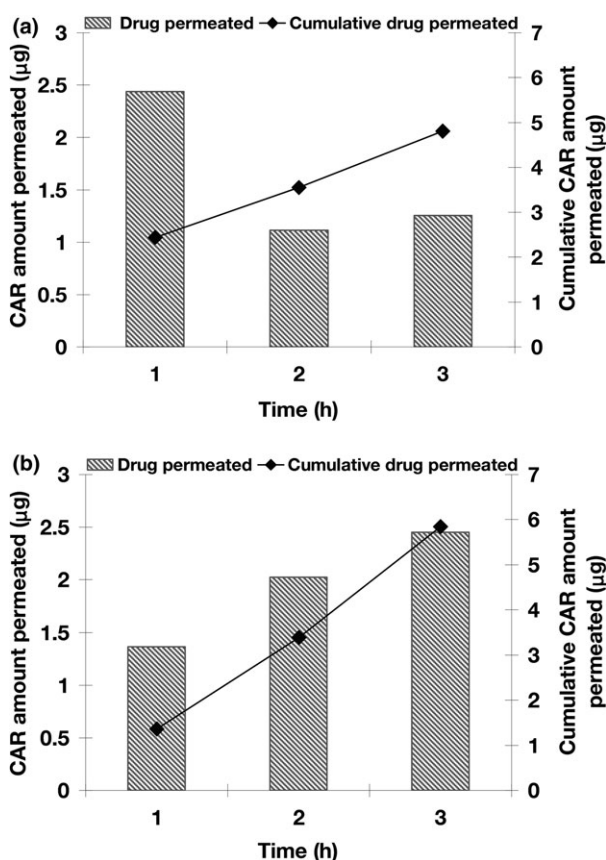 (a)
Drug permeated
Cumulative drug permeated
CAR amount permeated (μg)
3
2.5
2
1.5
1
0.5
0
7
6
5
4
3
2
1
0
Cumulative CAR amount
permeated (μg)
1 2 3
Time (h)
(b)
Drug permeated
Cumulative drug permeated
CAR amount permeated (μg)
3
2.5
2
1.5
1
0.5
0
7
6
5
4
3
2
1
0
Cumulative CAR amount
permeated (μg)
1 2 3
Time (h)